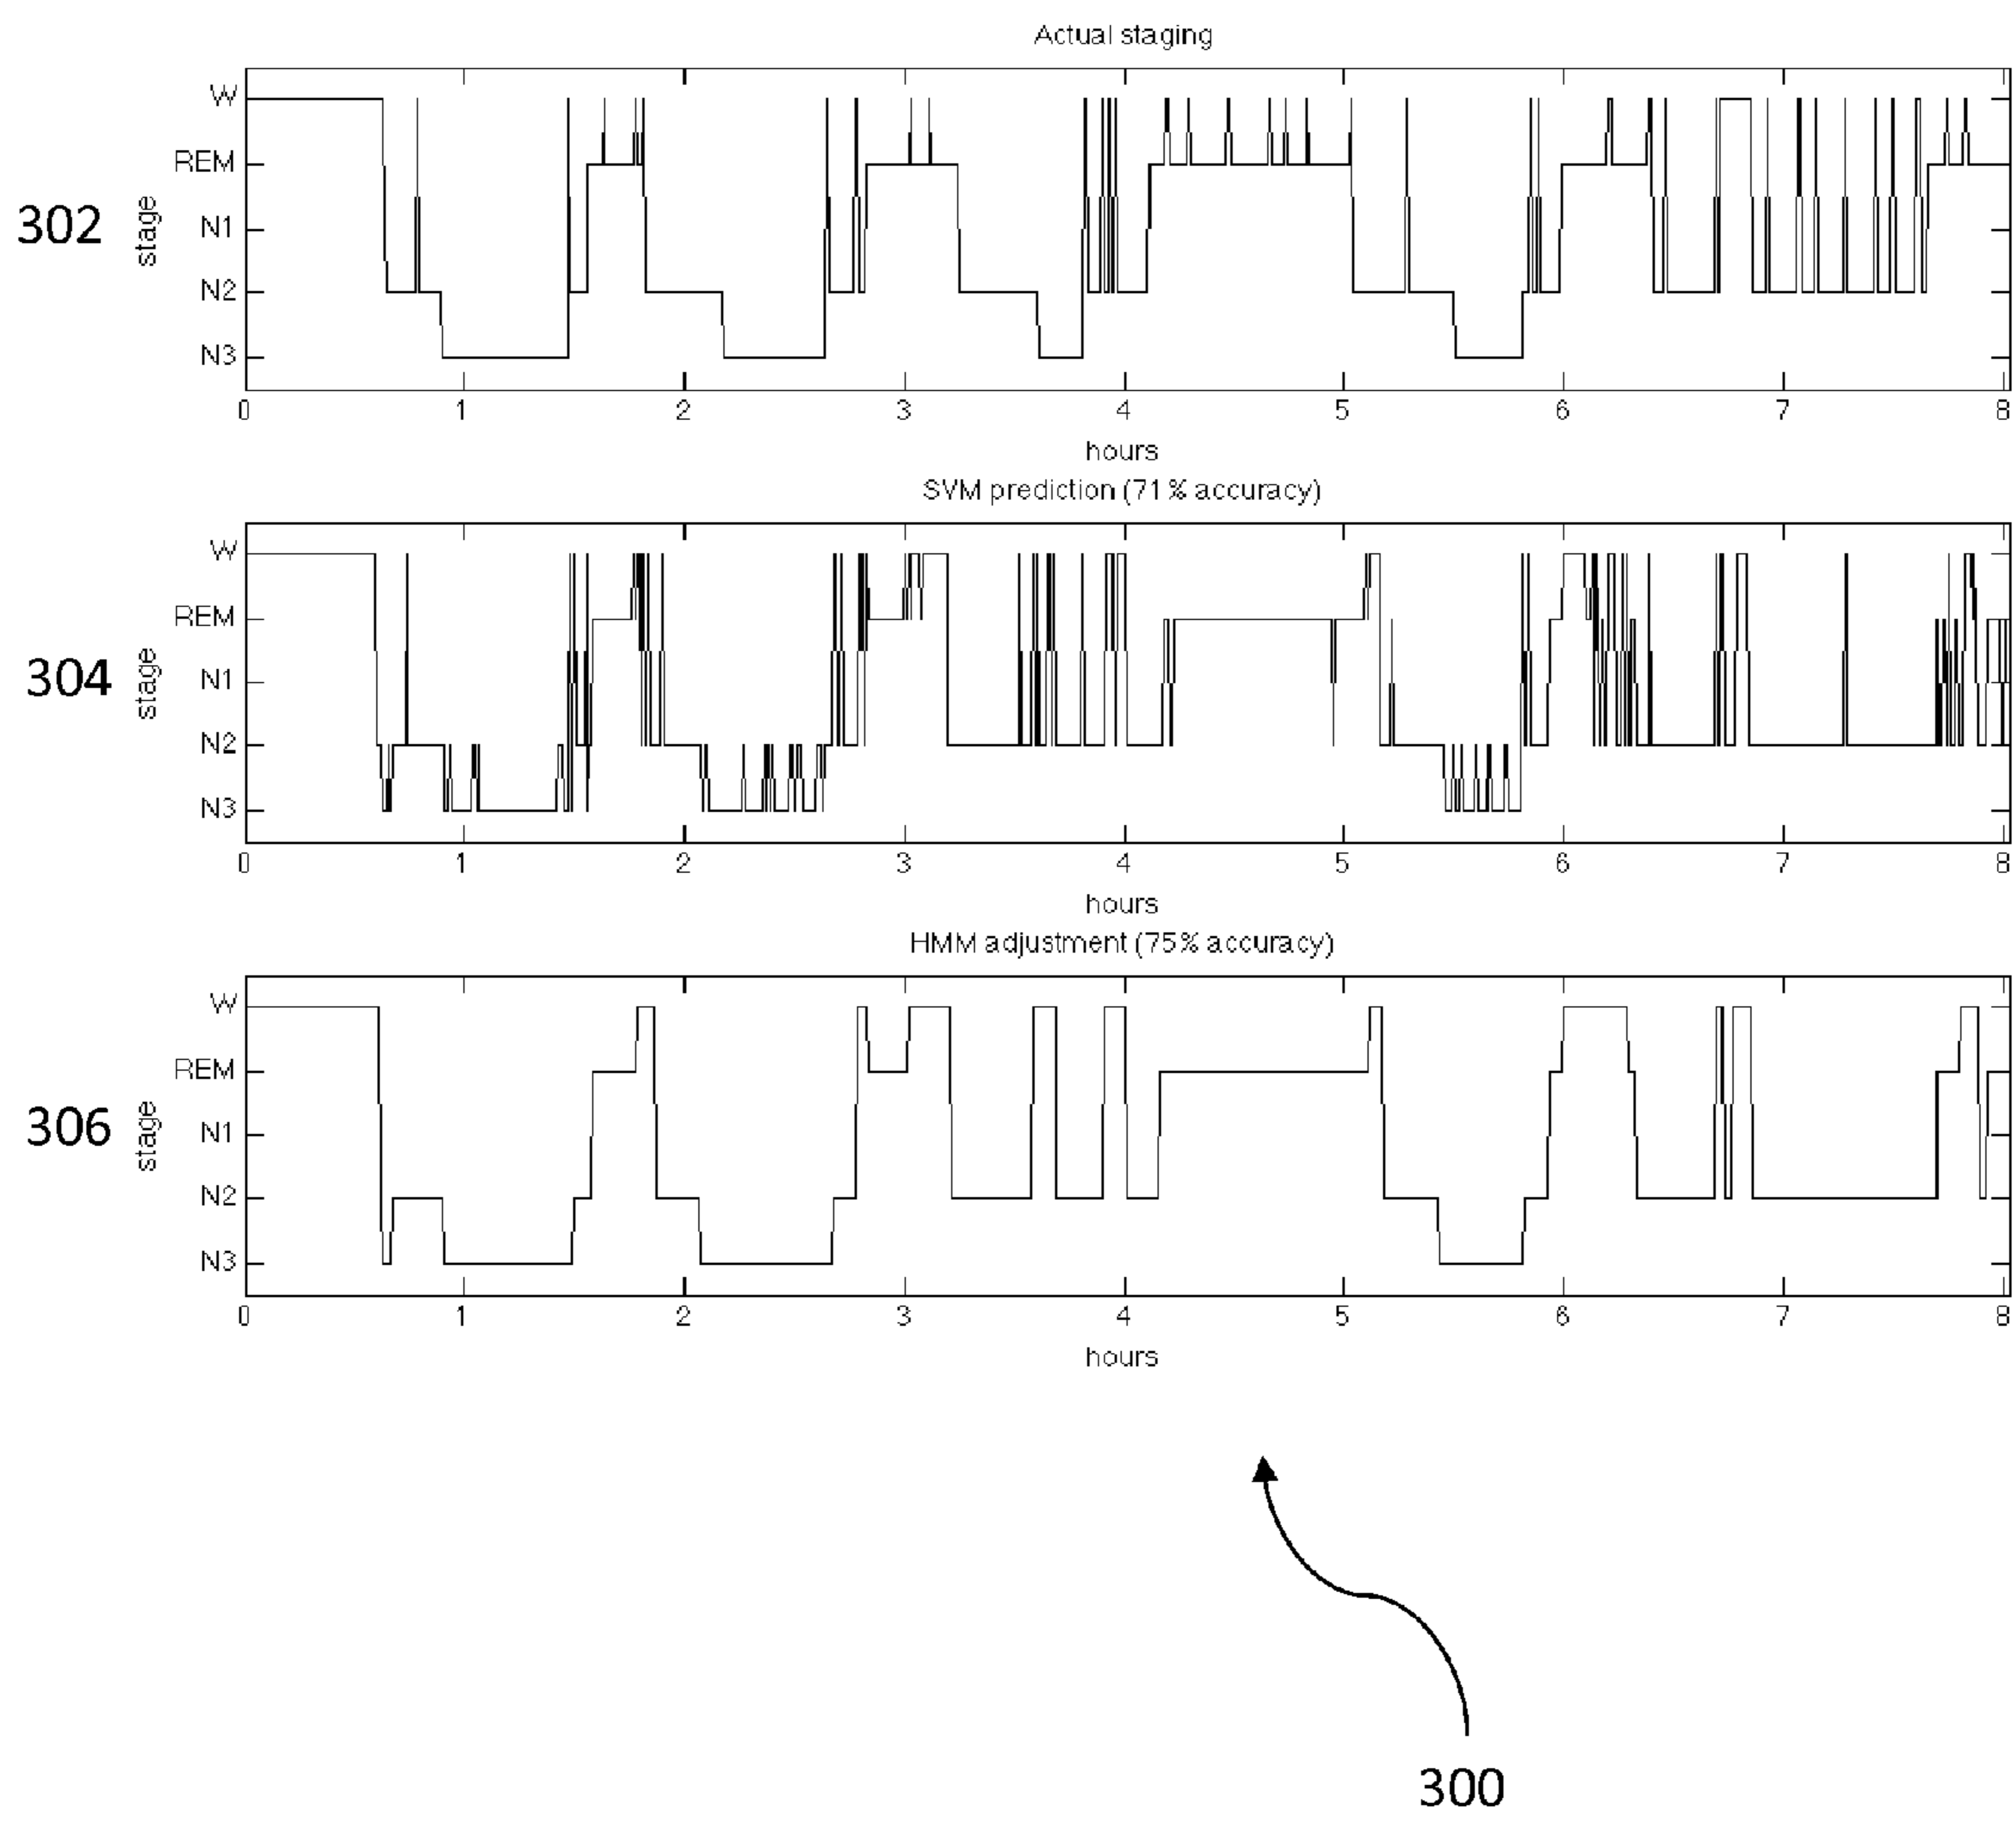 Actual staging
302
stage
W
REM
N1
N2
N3
0 1 2 3 4 5 6 7 8
hours
SVM prediction (71% accuracy)
304
stage
W
REM
N1
N2
N3
0 1 2 3 4 5 6 7 8
hours
HMM adjustment (75% accuracy)
306
stage
W
REM
N1
N2
N3
0 1 2 3 4 5 6 7 8
hours
300